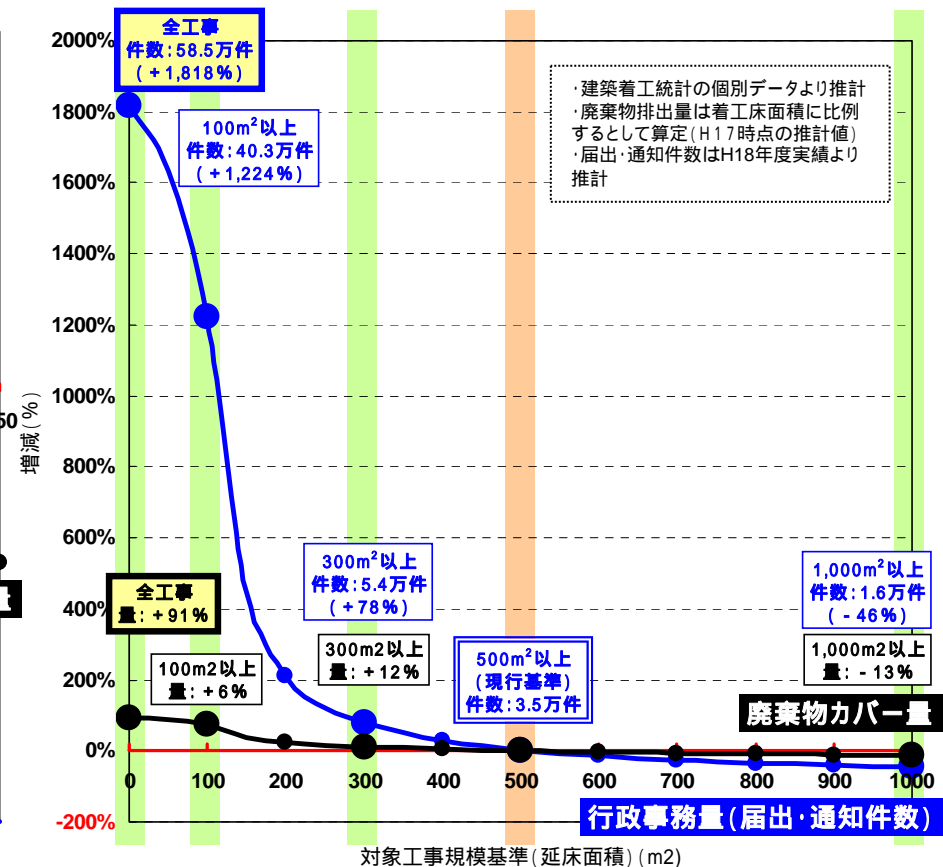 全工事
件数:58.5万件
(+1,818%)
100m²以上
件数:40.3万件
(+1,224%)
・建築着工統計の個別データより推計
・廃棄物排出量は着工床面積に比例
するとして算定(H17時点の推計値)
・届出・通知件数はH18年度実績より
推計
2000%
1800%
1600%
1400%
1200%
1000%
800%
600%
400%
200%
0%
-200%
増減(%)
50
300m²以上
件数:5.4万件
(+78%)
1,000m²以上
件数:1.6万件
(-46%)
全工事
量:+91%
100m2以上
量:+6%
300m2以上
量:+12%
500m²以上
(現行基準)
件数:3.5万件
1,000m2以上
量:-13%
廃棄物カバー量
0 100 200 300 400 500 600 700 800 900 1000
行政事務量(届出・通知件数)
対象工事規模基準(延床面積)(m2)